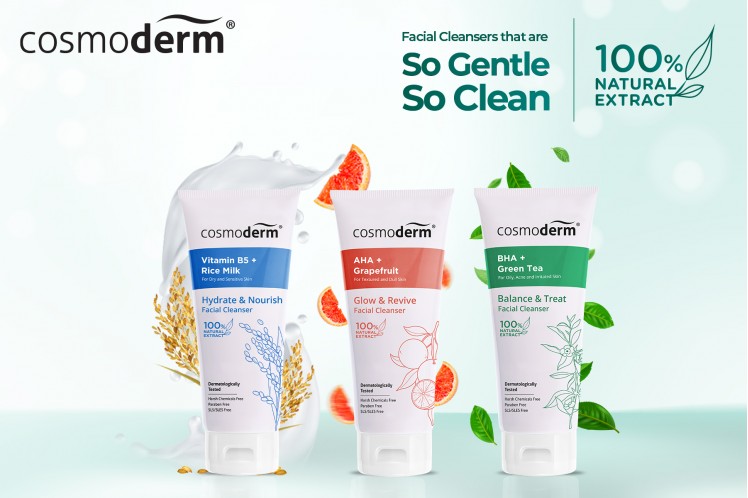 cosmoderm®
Facial Cleansers that are
So Gentle
So Clean
100%
NATURAL
EXTRACT
cosmoderm®
Vitamin B5 +
Rice Milk
For Dry and Sensitive Skin
Hydrate & Nourish
Facial Cleanser
100%
NATURAL
EXTRACT
Dermatologically
Tested
Harsh Chemicals Free
Paraben Free
SLS/SLES Free
cosmoderm®
AHA +
Grapefruit
For Textured and Dull Skin
Glow & Revive
Facial Cleanser
100%
NATURAL
EXTRACT
Dermatologically
Tested
Harsh Chemicals Free
Paraben Free
SLS/SLES Free
cosmoderm®
BHA +
Green Tea
For Oily, Acne and Irritated Skin
Balance & Treat
Facial Cleanser
100%
NATURAL
EXTRACT
Dermatologically
Tested
Harsh Chemicals Free
Paraben Free
SLS/SLES Free